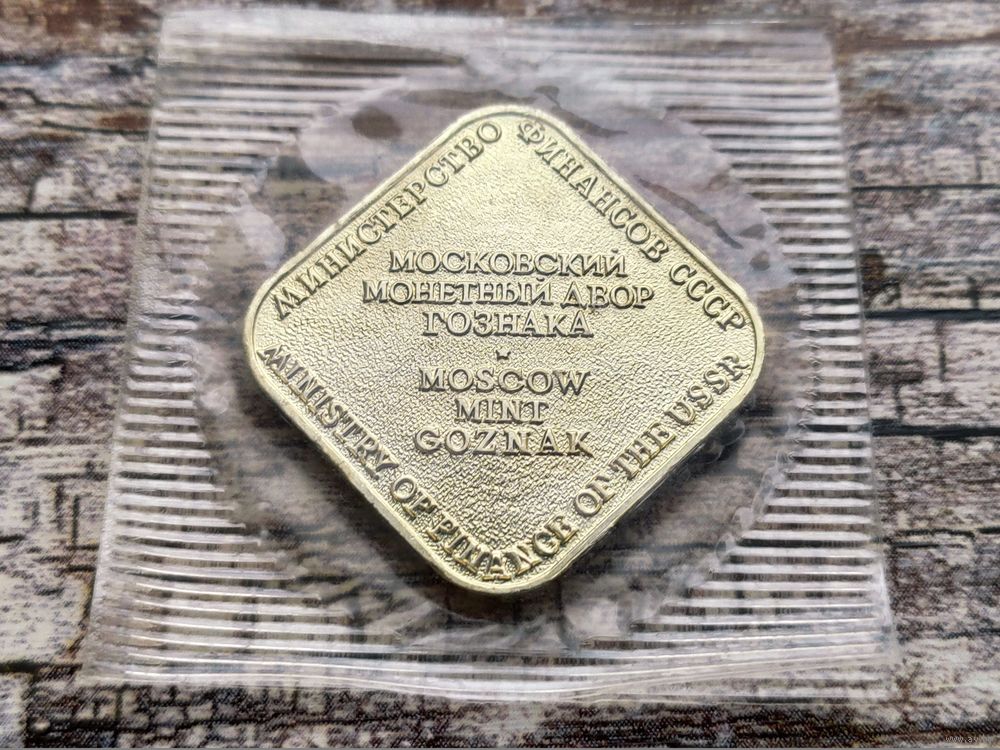 МИНИСТЕРСТВО ФИНАНСОВ СССР
МОСКОВСКИЙ
МОНЕТНЫЙ ДВОР
ГОЗНАКА
-
MOSCOW
MINT
GOZNAK
MINISTRY OF FINANCE OF THE USSR